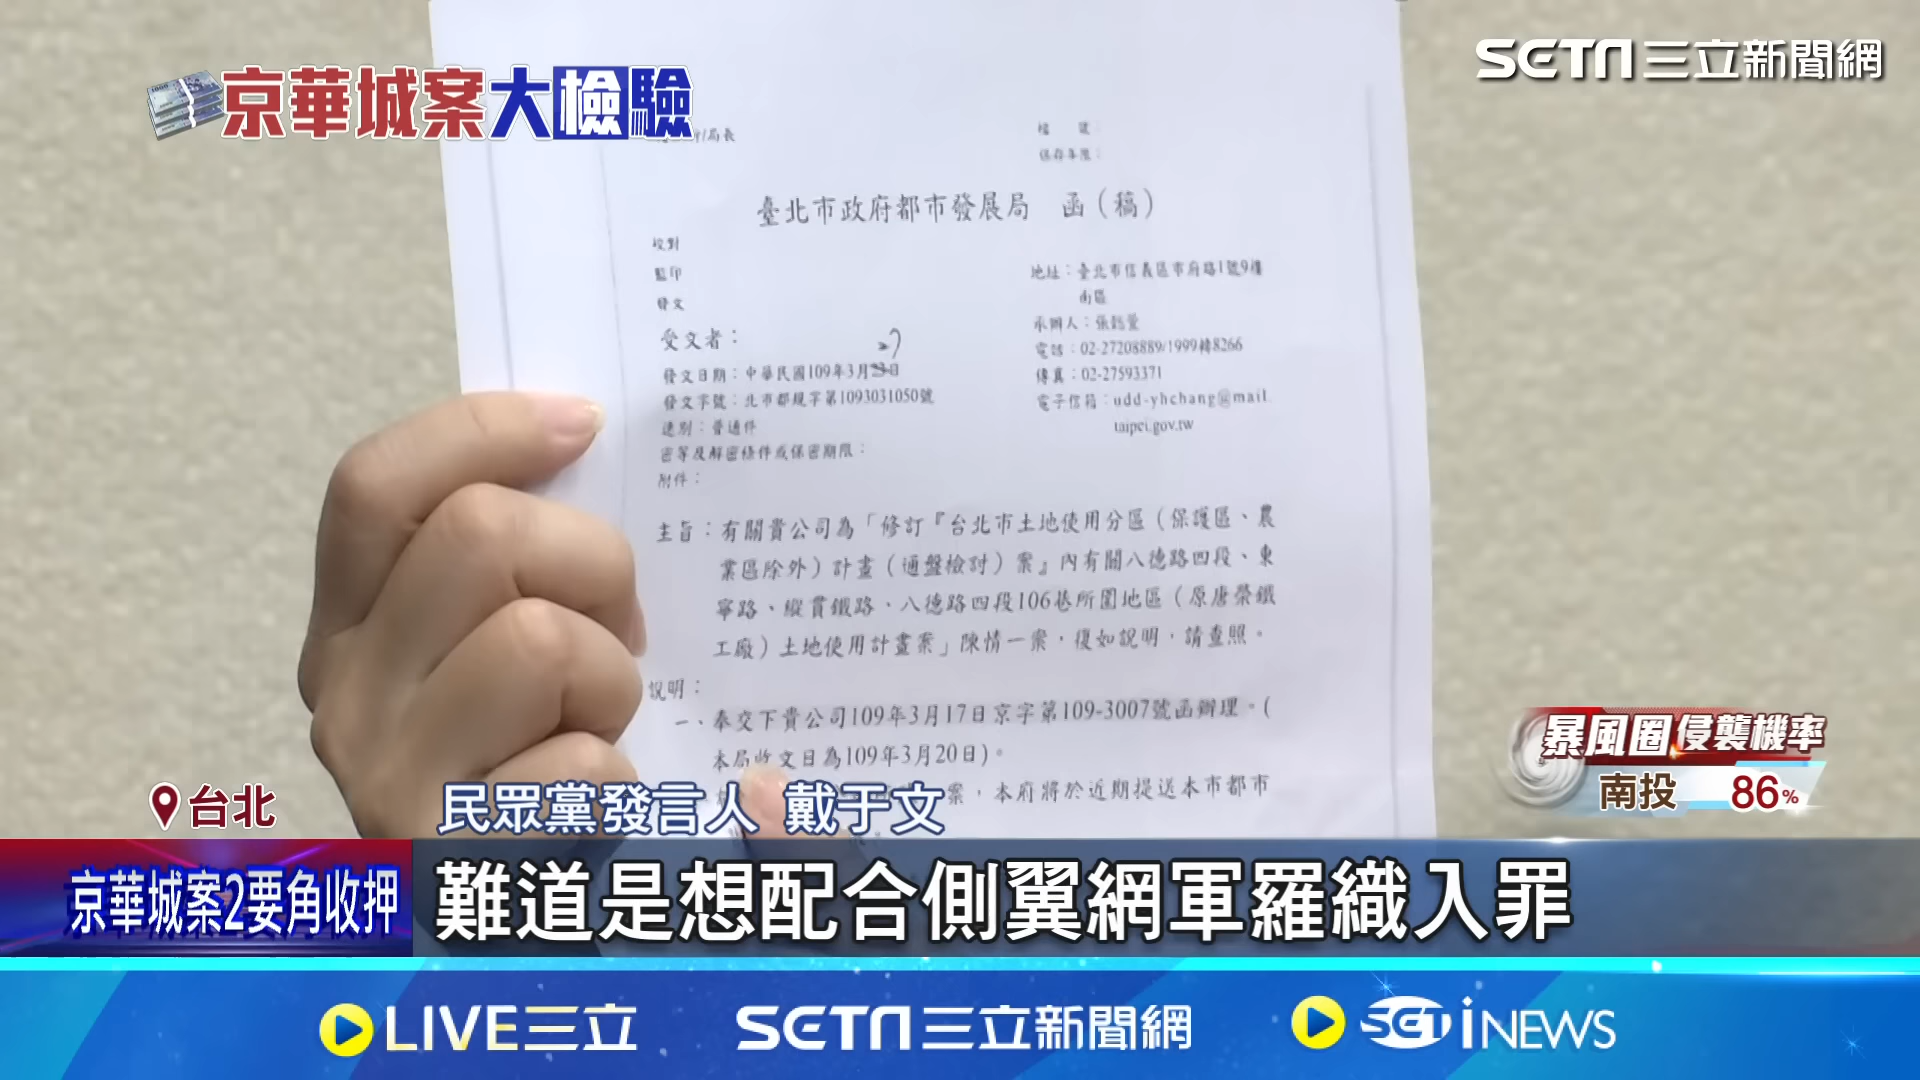 SETN三立新聞網
京華城案大檢驗
/局長
檔 號：
保存年限：
臺北市政府都市發展局 函（稿）
校對
監印
發文
地址：臺北市信義區市府路1號9樓
南區
受文者：
電話：02-27208889/1999轉8266
發文日期：中華民國109年3月23日
傳真：02-27593371
發文字號：北市都規字第1093031050號
電子信箱：udd-yhchang@mail.
taipei.gov.tw
速別：普通件
密等及解密條件或保密期限：
附件：
主旨：有關貴公司為「修訂『台北市土地使用分區（保護區、農
業區除外）計畫（通盤檢討）案』內有關八德路四段、東
寧路、縱貫鐵路、八德路四段106巷所圍地區（原唐榮鐵
工廠）土地使用計畫案」陳情一案，復如說明，請查照。
說明：
一、奉交下貴公司109年3月17日京字第109-3007號函辦理。（
本局收文日為109年3月20日）。
案，本府將於近期提送本市都市
暴風圈侵襲機率
南投 86%
台北
民眾黨發言人 戴于文
京華城案2要角收押
難道是想配合側翼網軍羅織入罪
LIVE三立
SETN三立新聞網
SET iNEWS